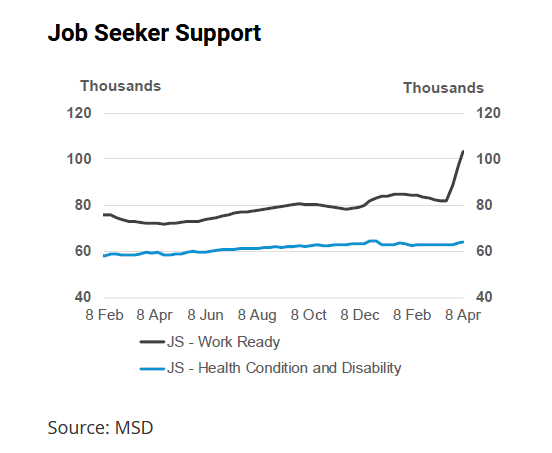 Job Seeker Support
Thousands Thousands
120 120
100 100
80 80
60 60
40 40
8 Feb 8 Apr 8 Jun 8 Aug 8 Oct 8 Dec 8 Feb 8 Apr
JS - Work Ready
JS - Health Condition and Disability
Source: MSD